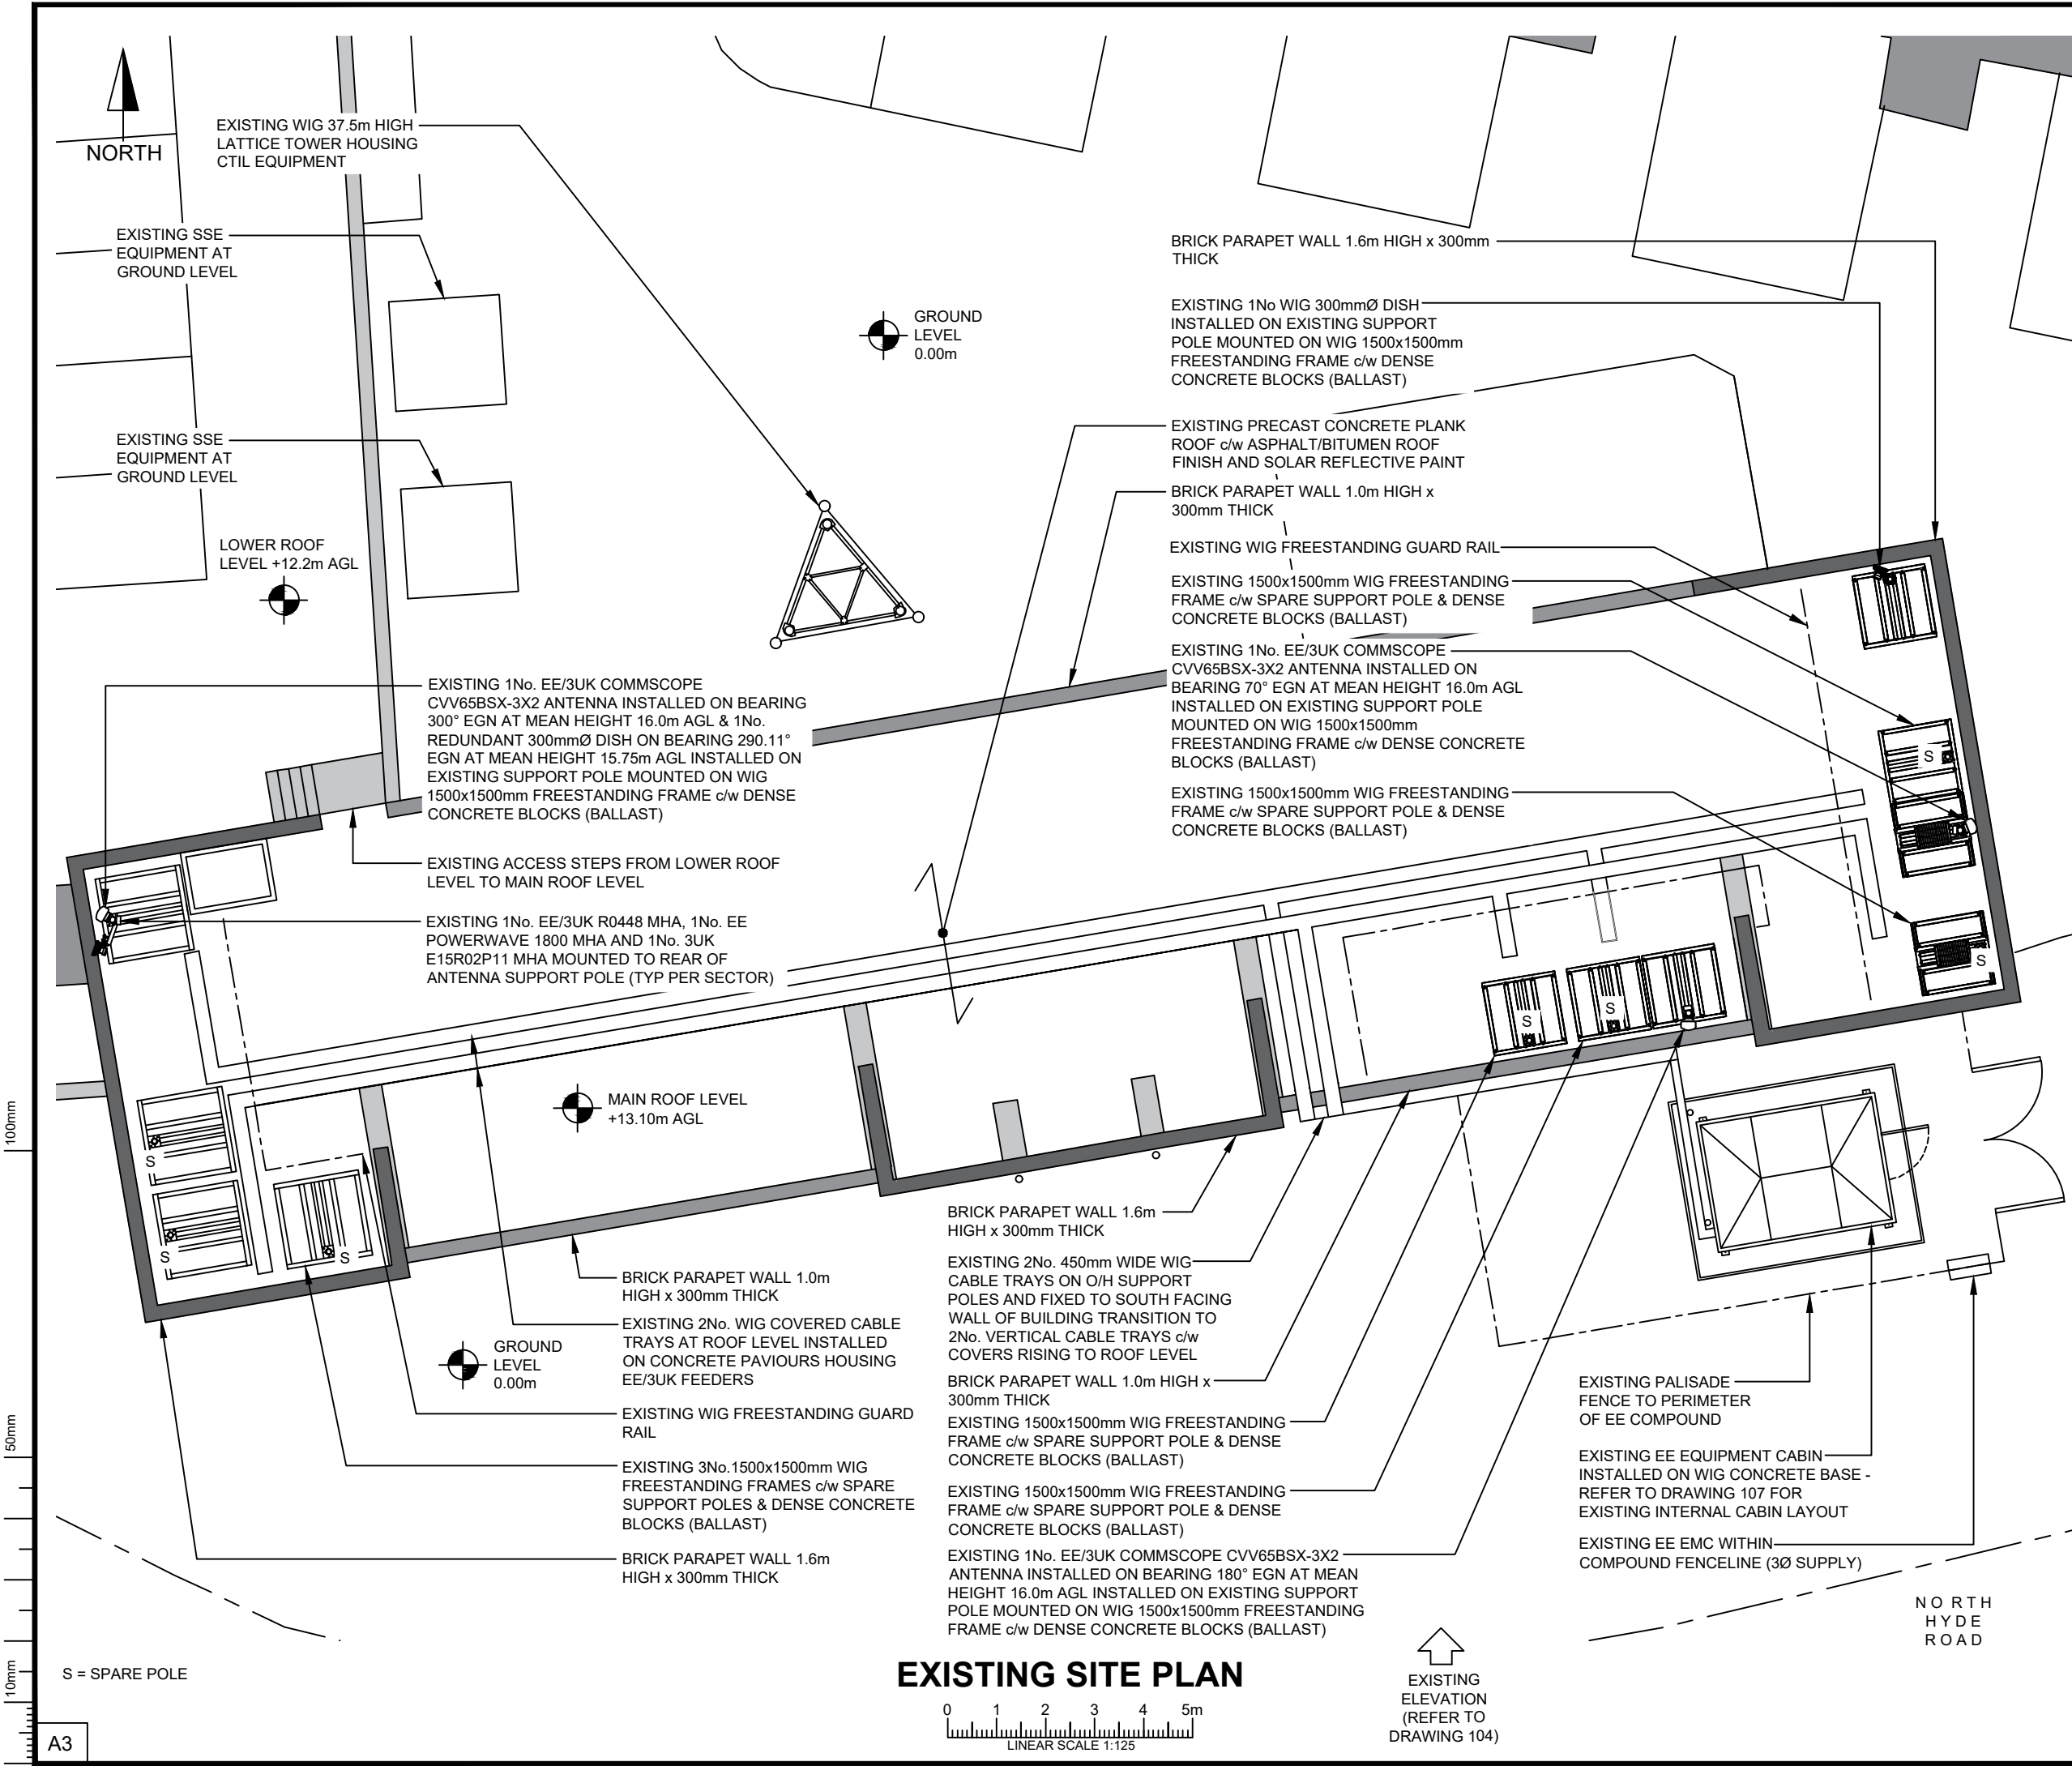 NORTH
EXISTING WIG 37.5m HIGH
LATTICE TOWER HOUSING
CTIL EQUIPMENT
EXISTING SSE
EQUIPMENT AT
GROUND LEVEL
EXISTING SSE
EQUIPMENT AT
GROUND LEVEL
LOWER ROOF
LEVEL +12.2m AGL
GROUND
LEVEL
0.00m
BRICK PARAPET WALL 1.6m HIGH x 300mm
THICK
EXISTING 1No WIG 300mmØ DISH
INSTALLED ON EXISTING SUPPORT
POLE MOUNTED ON WIG 1500x1500mm
FREESTANDING FRAME c/w DENSE
CONCRETE BLOCKS (BALLAST)
EXISTING PRECAST CONCRETE PLANK
ROOF c/w ASPHALT/BITUMEN ROOF
FINISH AND SOLAR REFLECTIVE PAINT
BRICK PARAPET WALL 1.0m HIGH x
300mm THICK
EXISTING WIG FREESTANDING GUARD RAIL
EXISTING 1500x1500mm WIG FREESTANDING
FRAME c/w SPARE SUPPORT POLE & DENSE
CONCRETE BLOCKS (BALLAST)
EXISTING 1No. EE/3UK COMMSCOPE
CVV65BSX-3X2 ANTENNA INSTALLED ON
BEARING 70° EGN AT MEAN HEIGHT 16.0m AGL
INSTALLED ON EXISTING SUPPORT POLE
MOUNTED ON WIG 1500x1500mm
FREESTANDING FRAME c/w DENSE CONCRETE
BLOCKS (BALLAST)
EXISTING 1500x1500mm WIG FREESTANDING
FRAME c/w SPARE SUPPORT POLE & DENSE
CONCRETE BLOCKS (BALLAST)
EXISTING 1No. EE/3UK COMMSCOPE
CVV65BSX-3X2 ANTENNA INSTALLED ON BEARING
300° EGN AT MEAN HEIGHT 16.0m AGL & 1No.
REDUNDANT 300mmØ DISH ON BEARING 290.11°
EGN AT MEAN HEIGHT 15.75m AGL INSTALLED ON
EXISTING SUPPORT POLE MOUNTED ON WIG
1500x1500mm FREESTANDING FRAME c/w DENSE
CONCRETE BLOCKS (BALLAST)
EXISTING ACCESS STEPS FROM LOWER ROOF
LEVEL TO MAIN ROOF LEVEL
EXISTING 1No. EE/3UK R0448 MHA, 1No. EE
POWERWAVE 1800 MHA AND 1No. 3UK
E15R02P11 MHA MOUNTED TO REAR OF
ANTENNA SUPPORT POLE (TYP PER SECTOR)
S
S
S
S
MAIN ROOF LEVEL
+13.10m AGL
S
S
S
BRICK PARAPET WALL 1.0m
HIGH x 300mm THICK
EXISTING 2No. WIG COVERED CABLE
TRAYS AT ROOF LEVEL INSTALLED
ON CONCRETE PAVIOURS HOUSING
EE/3UK FEEDERS
GROUND
LEVEL
0.00m
EXISTING WIG FREESTANDING GUARD
RAIL
EXISTING 3No.1500x1500mm WIG
FREESTANDING FRAMES c/w SPARE
SUPPORT POLES & DENSE CONCRETE
BLOCKS (BALLAST)
BRICK PARAPET WALL 1.6m
HIGH x 300mm THICK
BRICK PARAPET WALL 1.6m
HIGH x 300mm THICK
EXISTING 2No. 450mm WIDE WIG
CABLE TRAYS ON O/H SUPPORT
POLES AND FIXED TO SOUTH FACING
WALL OF BUILDING TRANSITION TO
2No. VERTICAL CABLE TRAYS c/w
COVERS RISING TO ROOF LEVEL
BRICK PARAPET WALL 1.0m HIGH x
300mm THICK
EXISTING 1500x1500mm WIG FREESTANDING
FRAME c/w SPARE SUPPORT POLE & DENSE
CONCRETE BLOCKS (BALLAST)
EXISTING 1500x1500mm WIG FREESTANDING
FRAME c/w SPARE SUPPORT POLE & DENSE
CONCRETE BLOCKS (BALLAST)
EXISTING 1No. EE/3UK COMMSCOPE CVV65BSX-3X2
ANTENNA INSTALLED ON BEARING 180° EGN AT MEAN
HEIGHT 16.0m AGL INSTALLED ON EXISTING SUPPORT
POLE MOUNTED ON WIG 1500x1500mm FREESTANDING
FRAME c/w DENSE CONCRETE BLOCKS (BALLAST)
EXISTING PALISADE
FENCE TO PERIMETER
OF EE COMPOUND
EXISTING EE EQUIPMENT CABIN
INSTALLED ON WIG CONCRETE BASE -
REFER TO DRAWING 107 FOR
EXISTING INTERNAL CABIN LAYOUT
EXISTING EE EMC WITHIN
COMPOUND FENCELINE (3Ø SUPPLY)
NORTH
HYDE
ROAD
S = SPARE POLE
EXISTING SITE PLAN
0 1 2 3 4 5m
LINEAR SCALE 1:125
EXISTING
ELEVATION
(REFER TO
DRAWING 104)
100mm
50mm
10mm
A3